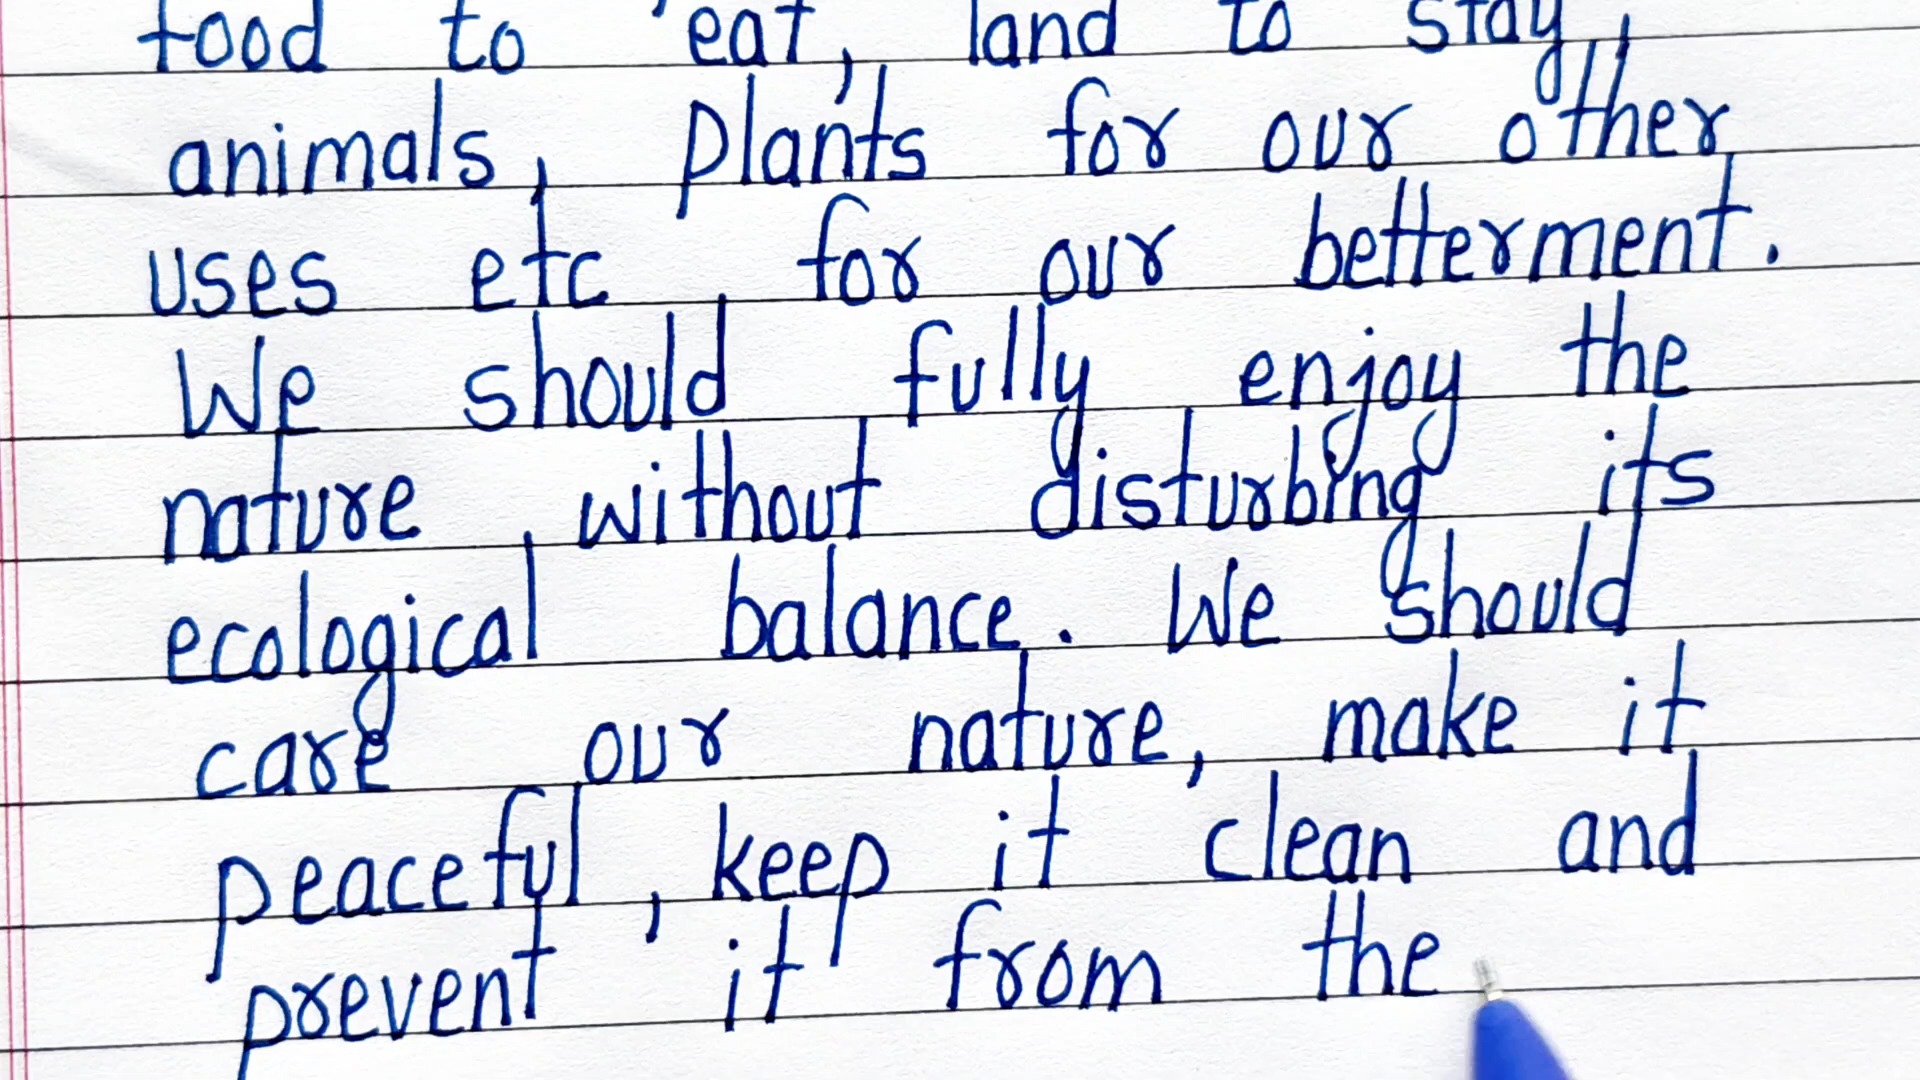 food to eat, land to stay,
animals, plants for our other
uses etc for our betterment.
We should fully enjoy the
nature without disturbing its
ecological balance. We should
care our nature, make it
peaceful, keep it clean and
prevent it from the